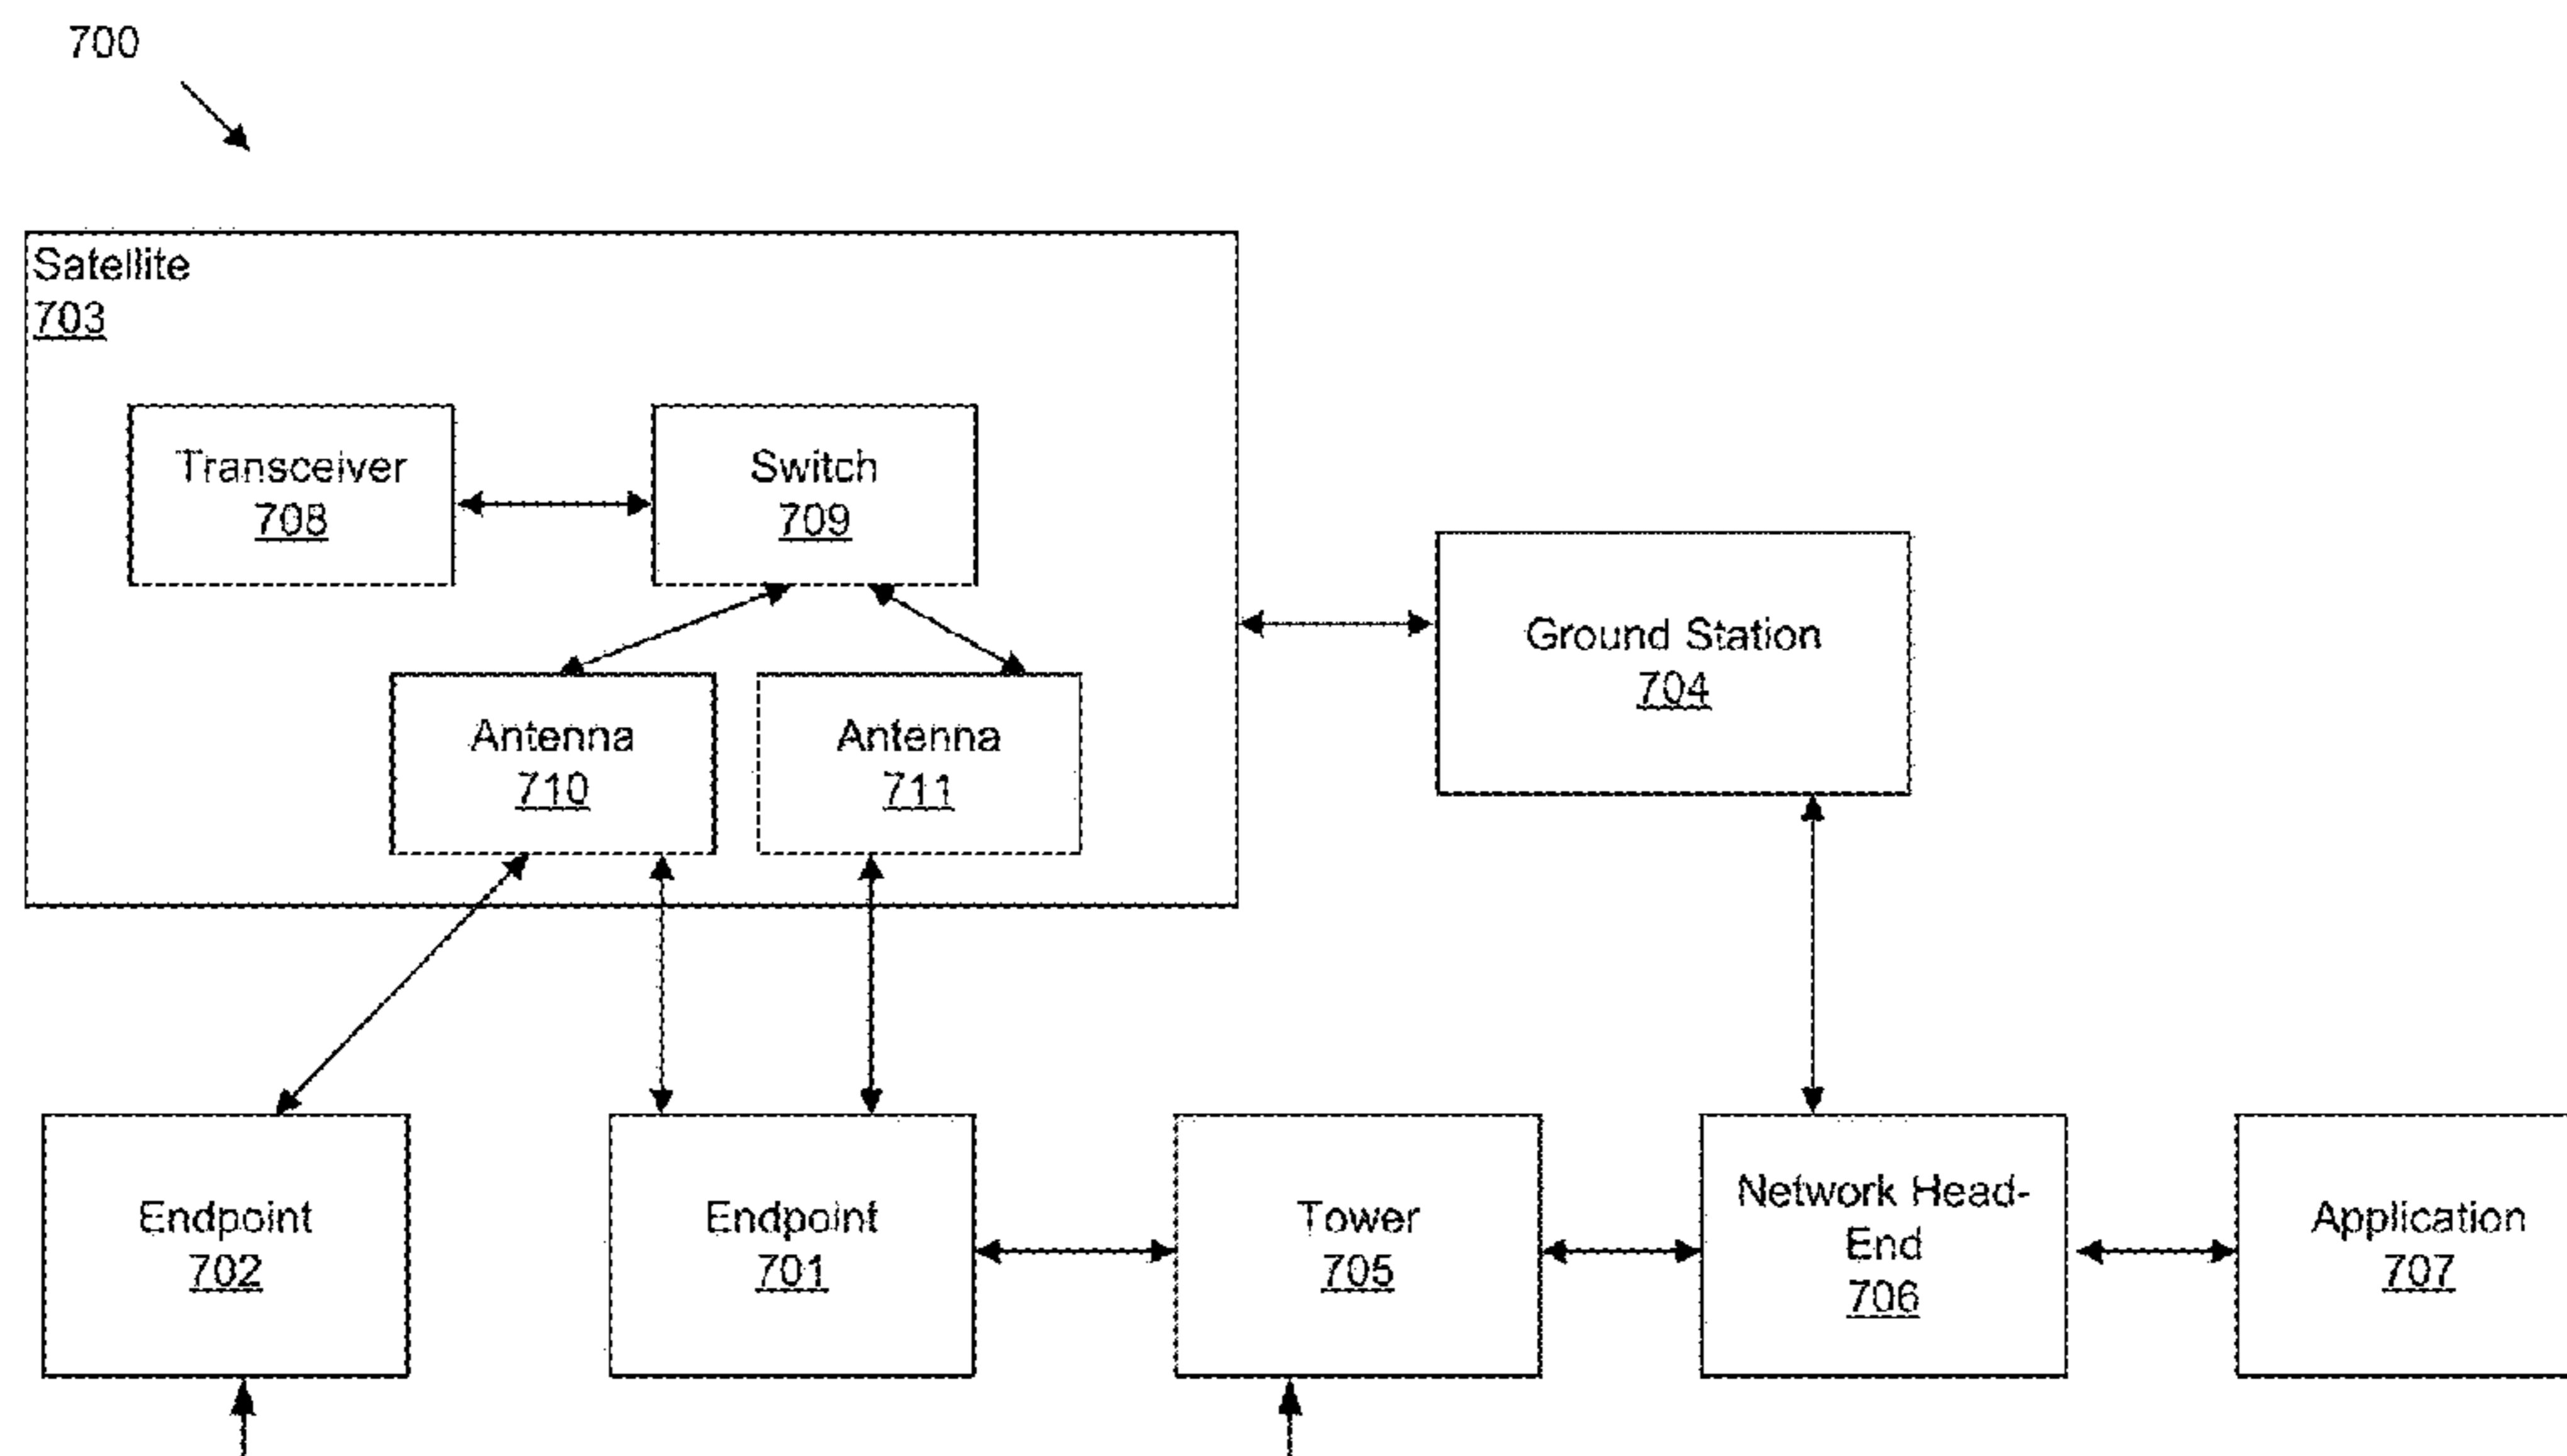 700
Satellite
703
Transceiver
708
Switch
709
Ground Station
704
Antenna
710
Antenna
711
Endpoint
702
Endpoint
701
Tower
705
Network Head-
End
706
Application
707